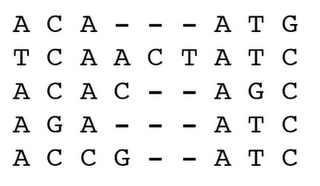 A C A - - - A T G
T C A A C T A T C
A C A C - - A G C
A G A - - - A T C
A C C G - - A T C